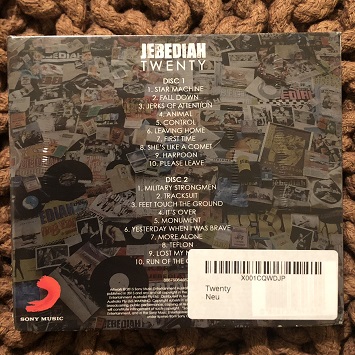 JEBEDIAH
TWENTY
DISC 1
1. STAR MACHINE
2. FALL DOWN
3. JERKS OF ATTENTION
4. ANIMAL
5. CONTROL
6. LEAVING HOME
7. FIRST TIME
8. SHE'S LIKE A COMET
9. HARPOON
10. PLEASE LEAVE
DISC 2
1. MILITARY STRONGMEN
2. TRACKSUIT
3. FEET TOUCH THE GROUND
4. IT'S OVER
5. MONUMENT
6. YESTERDAY WHEN I WAS BRAVE
7. MORE ALONE
8. TEFLON
9. LOST MY
10. RUN OF THE
X001CQWDJP
Twenty
Neu
SONY MUSIC